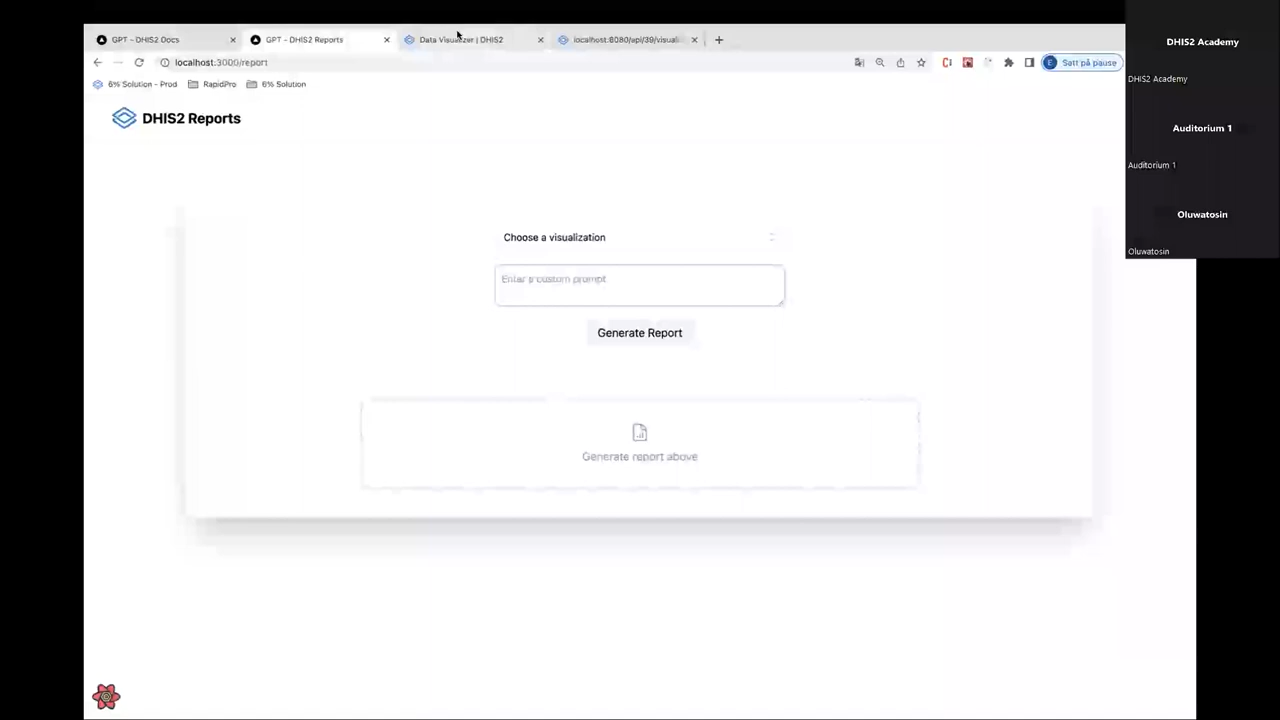 GPT - DHIS2 Docs
GPT - DHIS2 Reports
Data Visualizer | DHIS2
localhost:8080/api/39/visuali
localhost:3000/report
Satt på pause
6% Solution - Prod
RapidPro
6% Solution
DHIS2 Reports
Choose a visualization
Enter a custom prompt
Generate Report
Generate report above
DHIS2 Academy
DHIS2 Academy
Auditorium 1
Auditorium 1
Oluwatosin
Oluwatosin